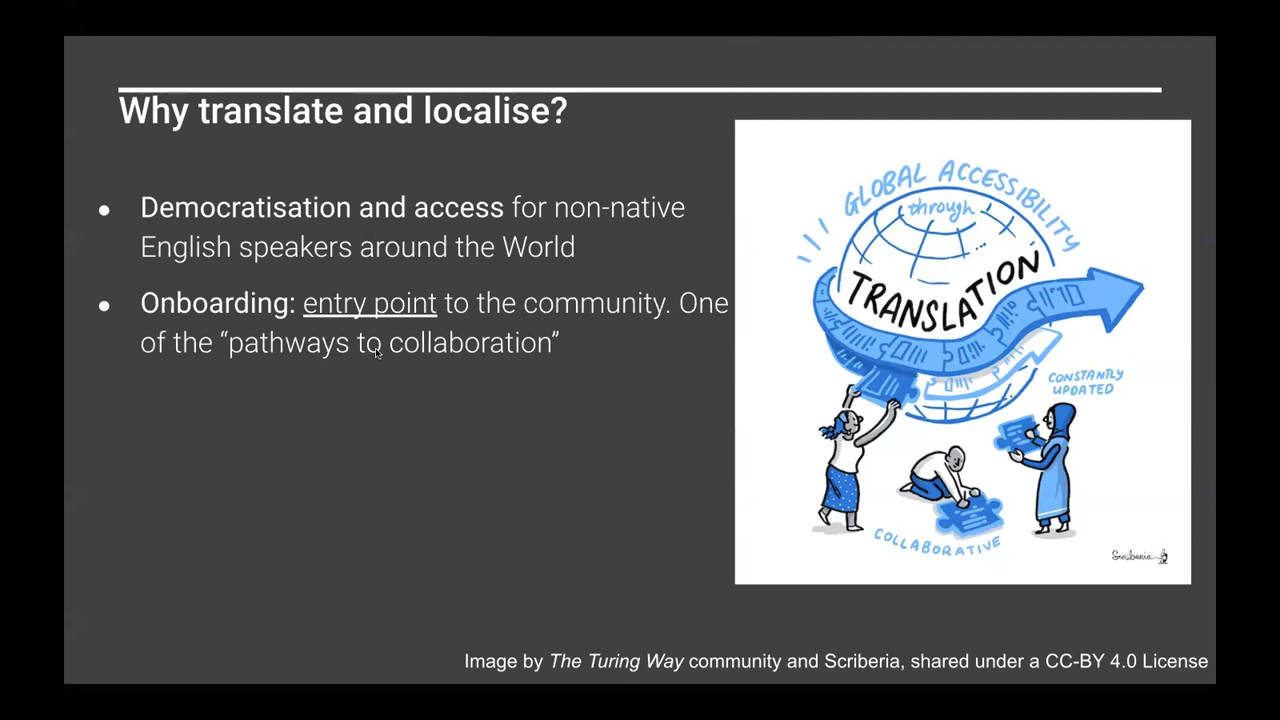 Why translate and localise?
● Democratisation and access for non-native
English speakers around the World
● Onboarding: entry point to the community. One
of the “pathways to collaboration”
GLOBAL ACCESSIBILITY
through
TRANSLATION
CONSTANTLY
UPDATED
COLLABORATIVE
Scriberia
Image by The Turing Way community and Scriberia, shared under a CC-BY 4.0 License